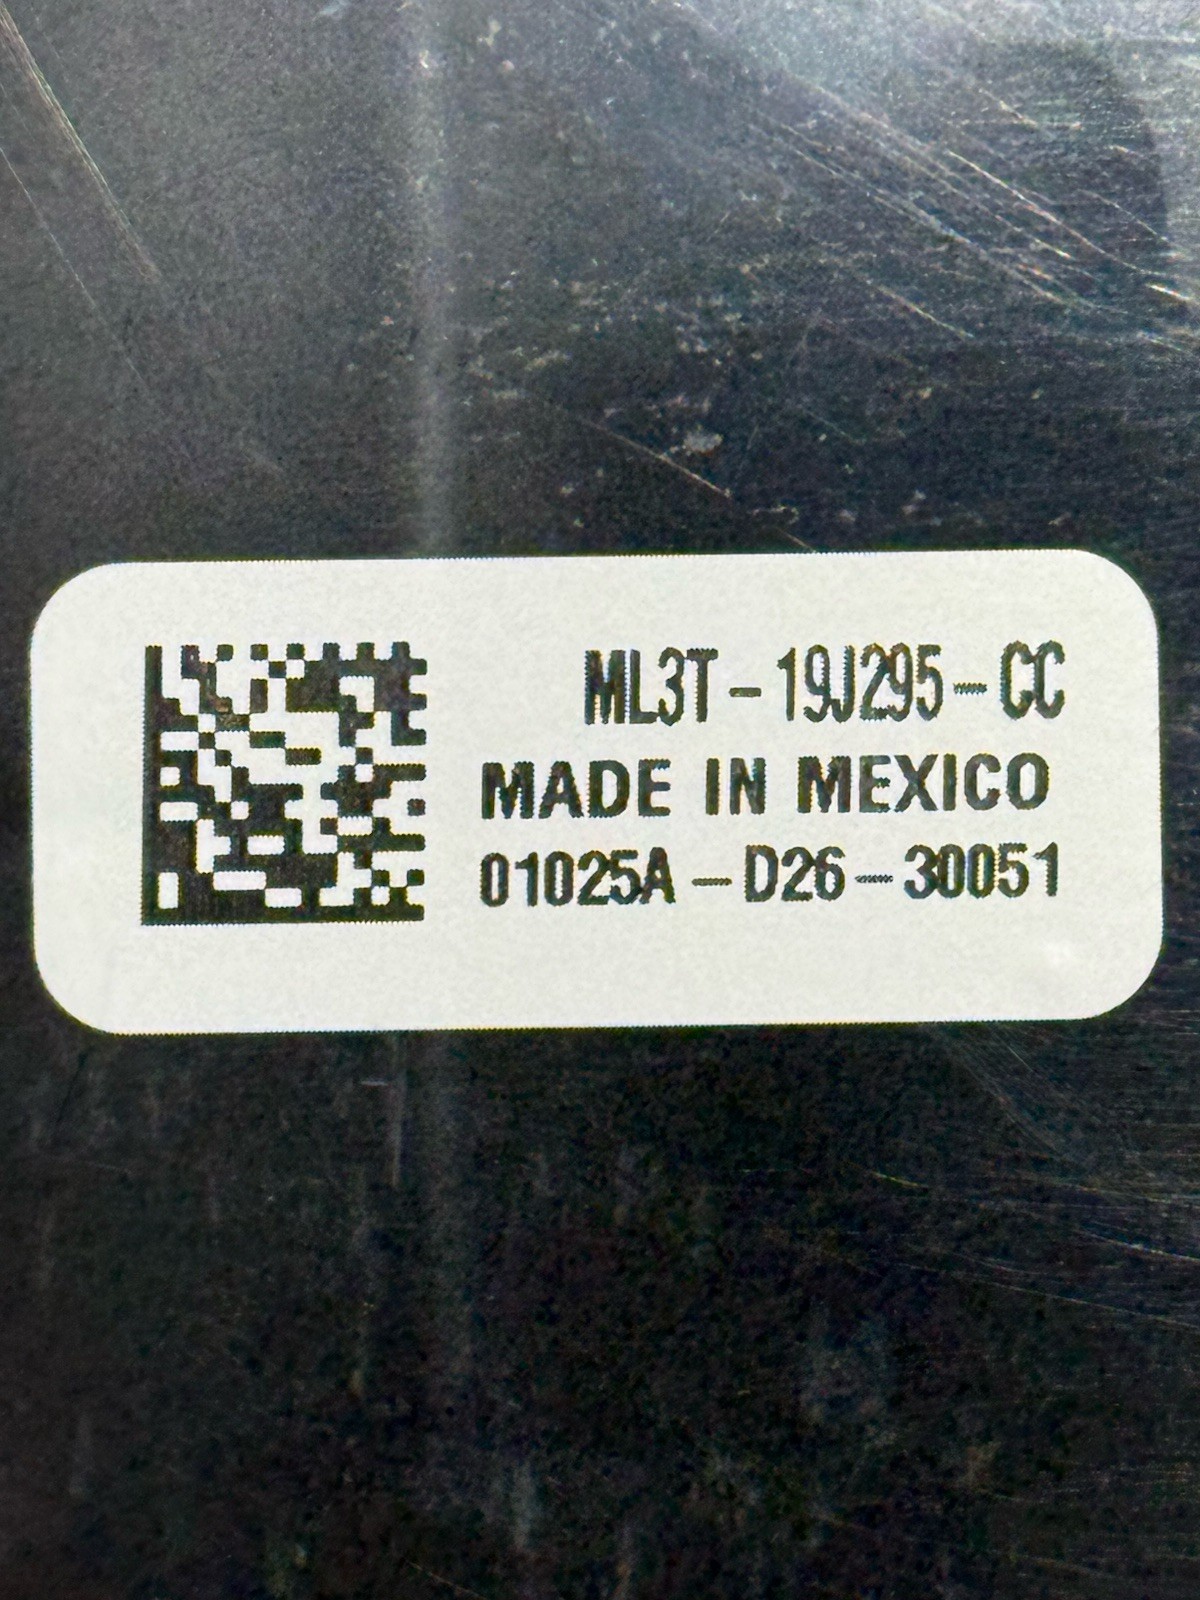 ML3T-19J295-CC
MADE IN MEXICO
01025A-D26-30051